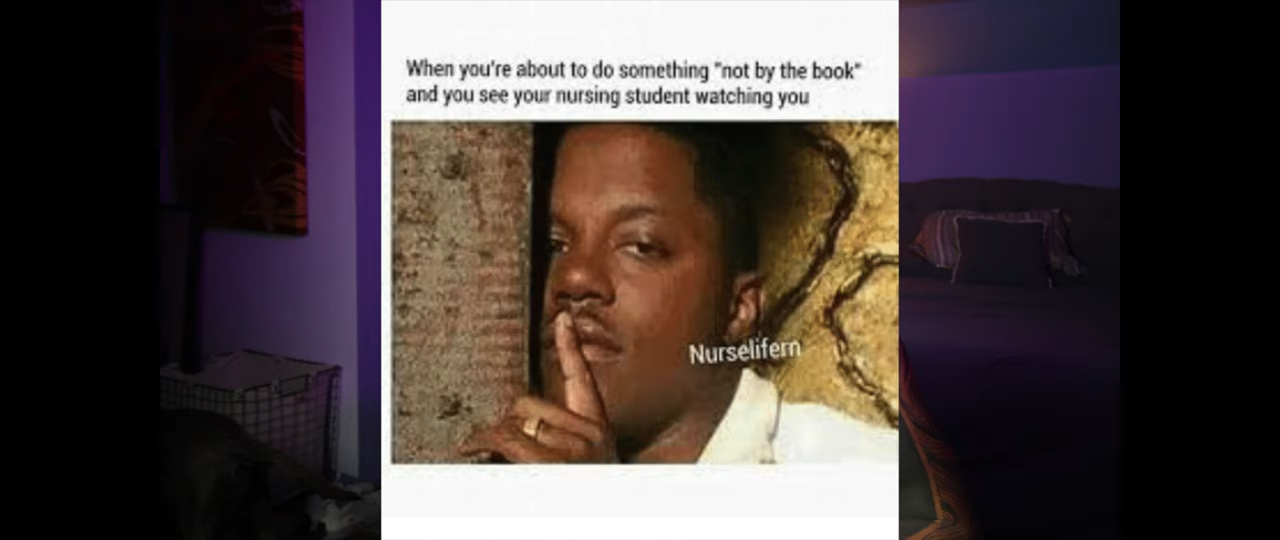 When you're about to do something "not by the book"
and you see your nursing student watching you
Nurselifern